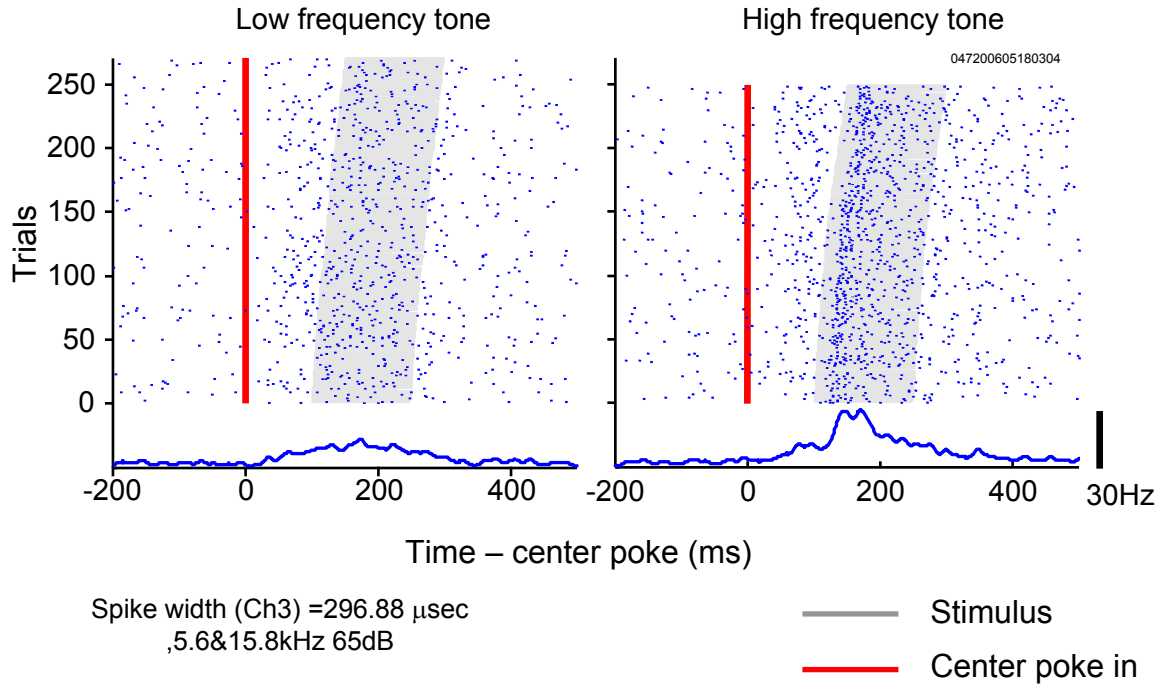 Low frequency tone
High frequency tone
047200605180304
Trials
250
200
150
100
50
0
-200 0 200 400
-200 0 200 400
30Hz
Time – center poke (ms)
Spike width (Ch3) =296.88 μsec
,5.6&15.8kHz 65dB
Stimulus
Center poke in